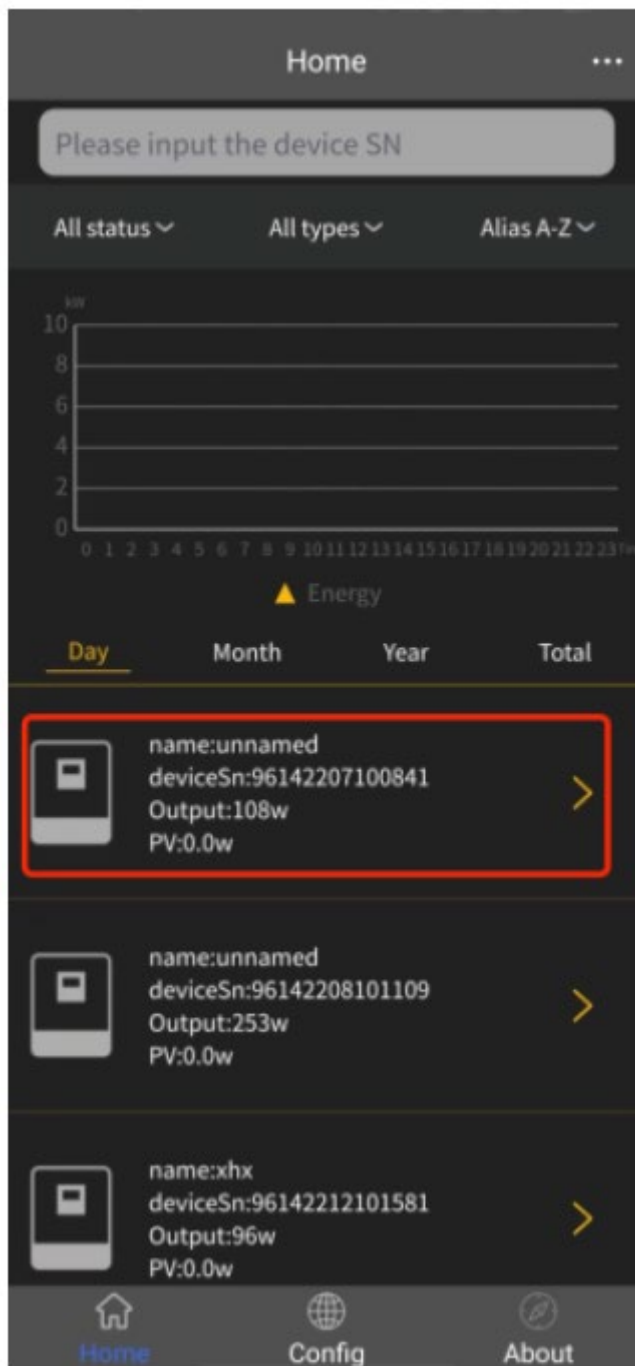 Home
Please input the device SN
All status All types Alias A-Z
kW
10
8
6
4
2
0
0 1 2 3 4 5 6 7 8 9 10 11 12 13 14 15 16 17 18 19 20 21 22 23
Energy
Day Month Year Total
name:unnamed
deviceSn:96142207100841
Output:108w
PV:0.0w
name:unnamed
deviceSn:96142208101109
Output:253w
PV:0.0w
name:xhx
deviceSn:96142212101581
Output:96w
PV:0.0w
Home Config About